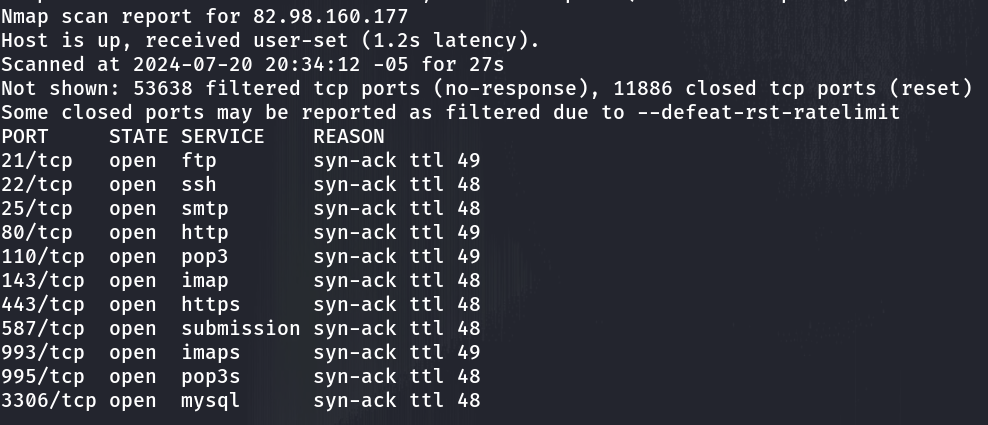 Nmap scan report for 82.98.160.177
Host is up, received user-set (1.2s latency).
Scanned at 2024-07-20 20:34:12 -05 for 27s
Not shown: 53638 filtered tcp ports (no-response), 11886 closed tcp ports (reset)
Some closed ports may be reported as filtered due to --defeat-rst-ratelimit
PORT     STATE SERVICE    REASON
21/tcp   open  ftp        syn-ack ttl 49
22/tcp   open  ssh        syn-ack ttl 48
25/tcp   open  smtp       syn-ack ttl 48
80/tcp   open  http       syn-ack ttl 49
110/tcp  open  pop3       syn-ack ttl 49
143/tcp  open  imap       syn-ack ttl 48
443/tcp  open  https      syn-ack ttl 48
587/tcp  open  submission syn-ack ttl 48
993/tcp  open  imaps      syn-ack ttl 49
995/tcp  open  pop3s      syn-ack ttl 48
3306/tcp open  mysql      syn-ack ttl 48